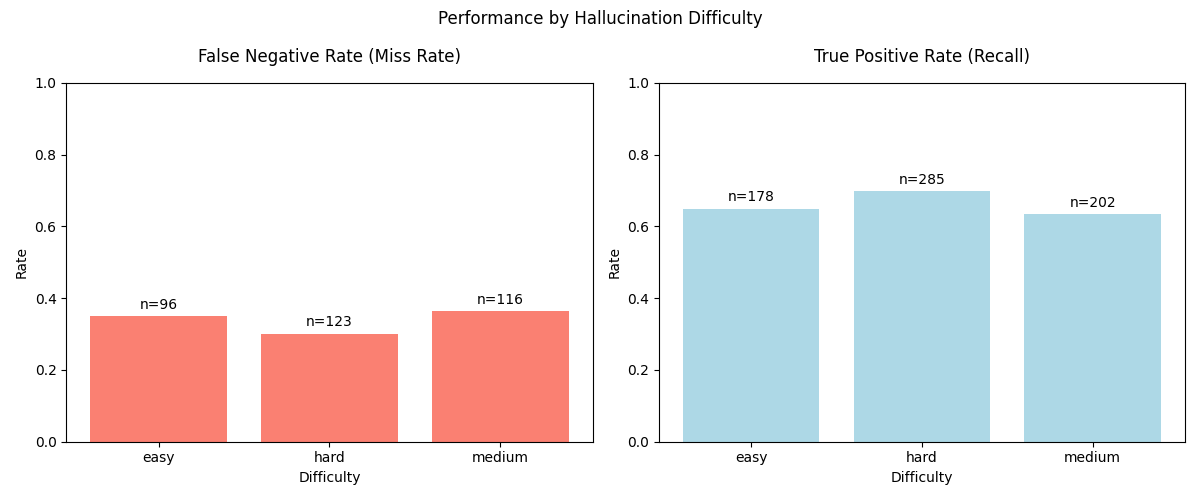 Performance by Hallucination Difficulty
False Negative Rate (Miss Rate)
1.0
0.8
0.6
0.4
0.2
0.0
Rate
n=96
n=123
n=116
easy
hard
medium
Difficulty
True Positive Rate (Recall)
1.0
0.8
0.6
0.4
0.2
0.0
Rate
n=178
n=285
n=202
easy
hard
medium
Difficulty